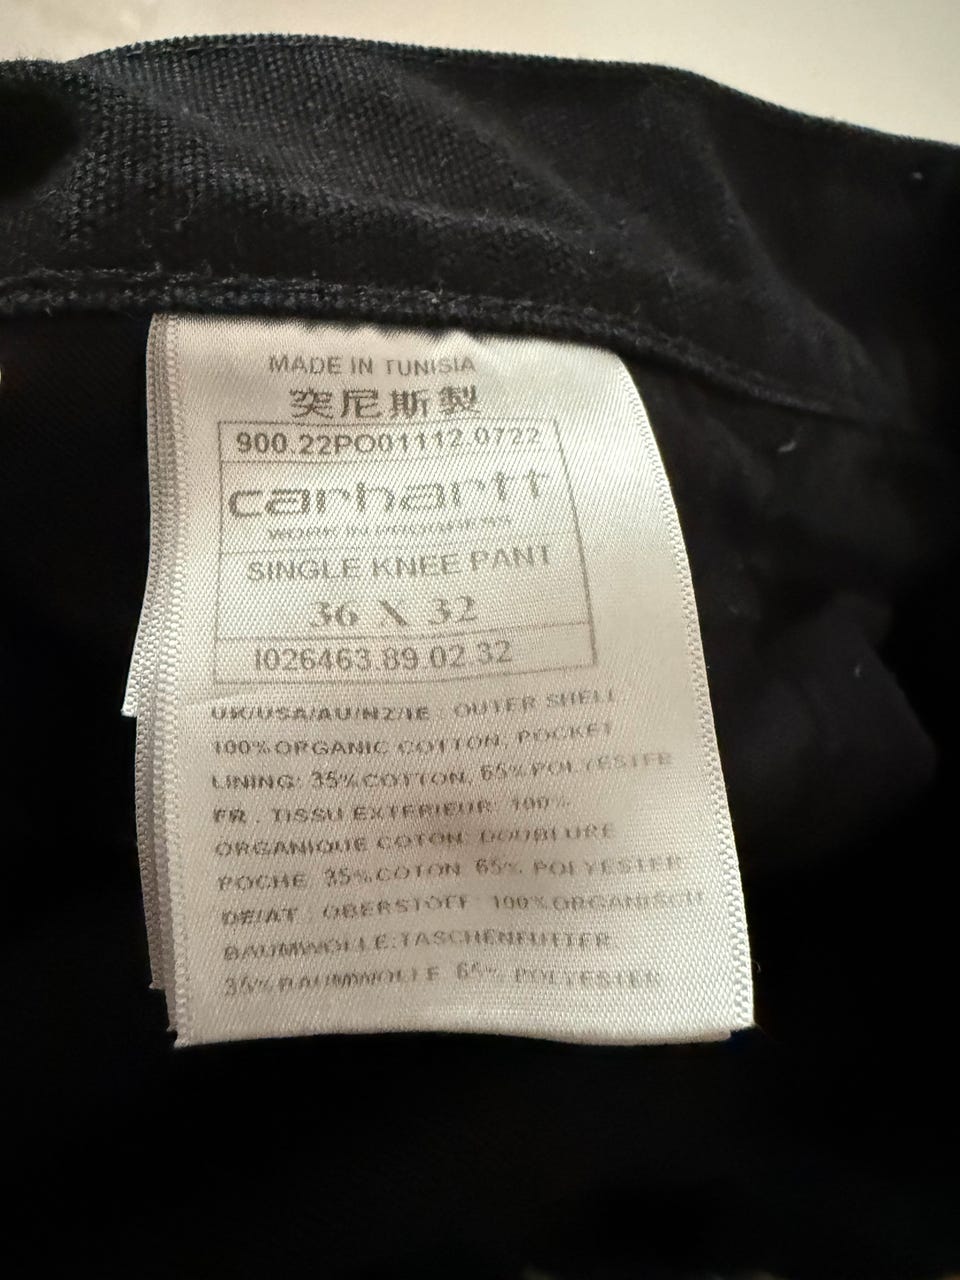 MADE IN TUNISIA
突尼斯製
900.22PO01112.0722
carhartt
WORK IN PROGRESS
SINGLE KNEE PANT
36 X 32
I026463.89.02.32
UK/USA/AU/NZ/IE : OUTER SHELL:
100%ORGANIC COTTON, POCKET
LINING: 35%COTTON, 65%POLYESTER
FR : TISSU EXTERIEUR: 100%
ORGANIQUE COTON: DOUBLURE
POCHE: 35%COTON 65% POLYESTER
DE/AT : OBERSTOFF: 100%ORGANISCH
BAUMWOLLE:TASCHENFUTTER:
35%BAUMWOLLE 65% POLYESTER